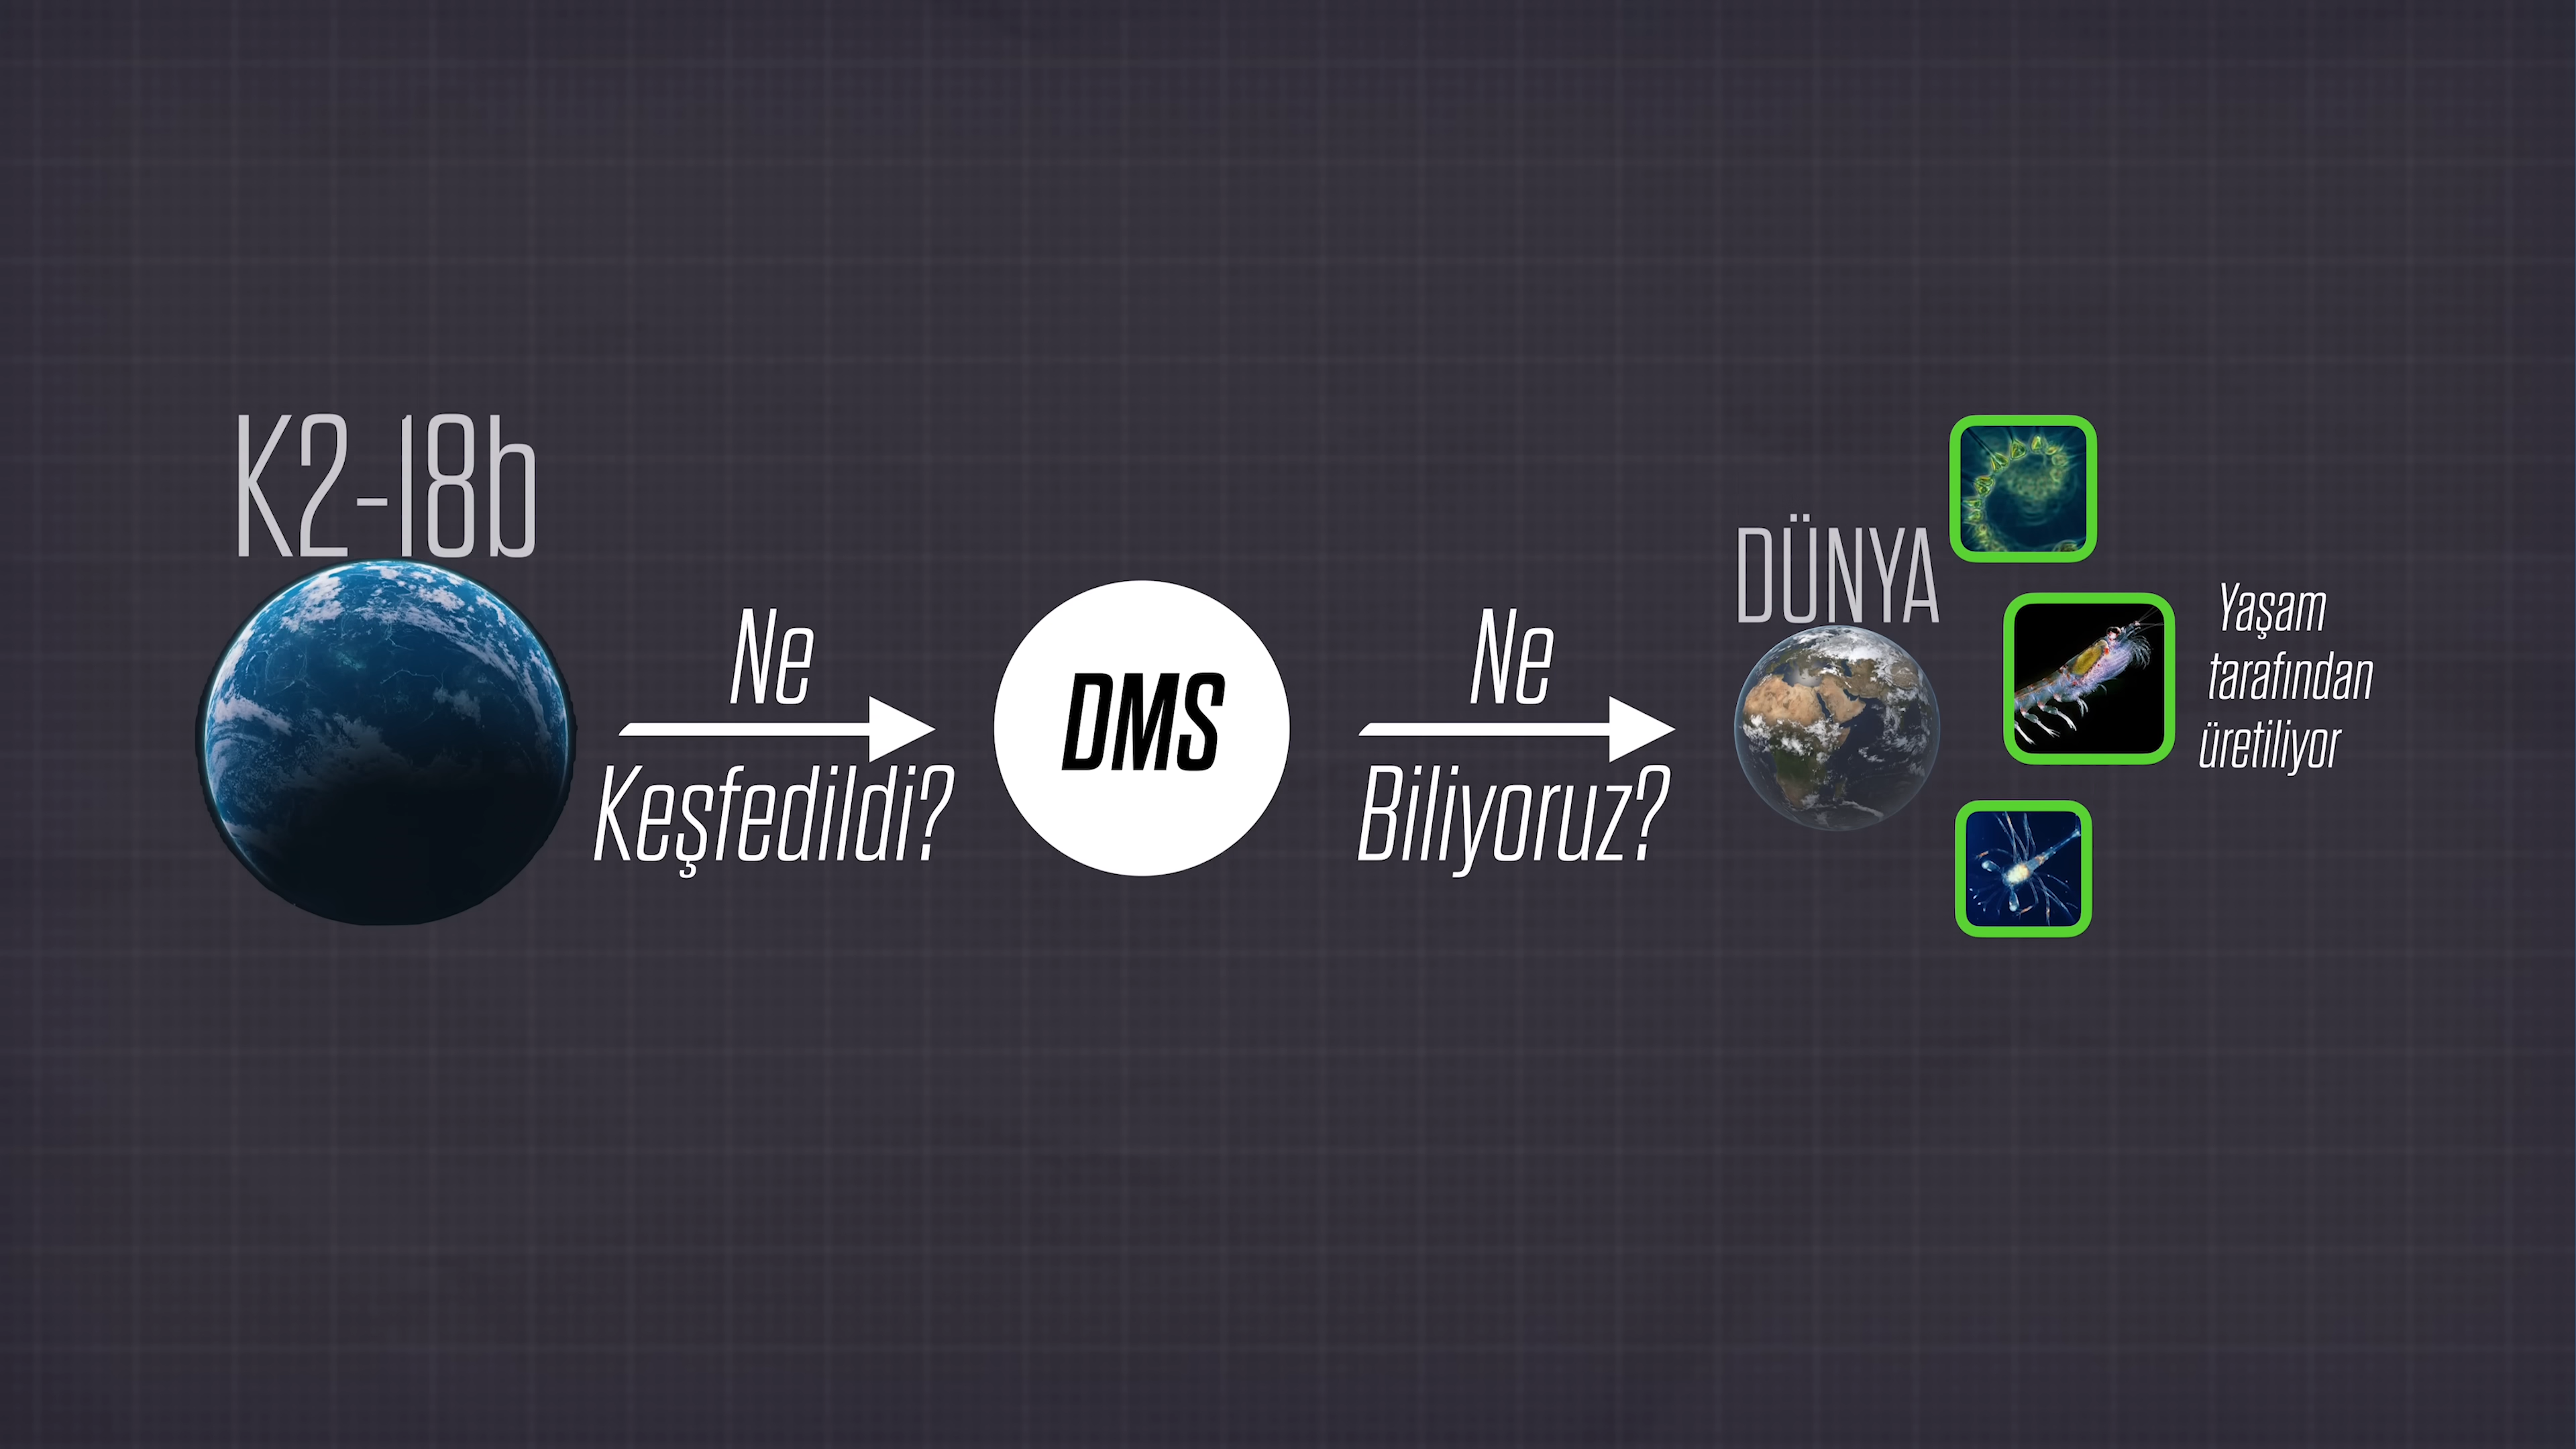 K2-18b
Ne
Keşfedildi?
DMS
Ne
Biliyoruz?
DÜNYA
Yaşam
tarafından
üretiliyor